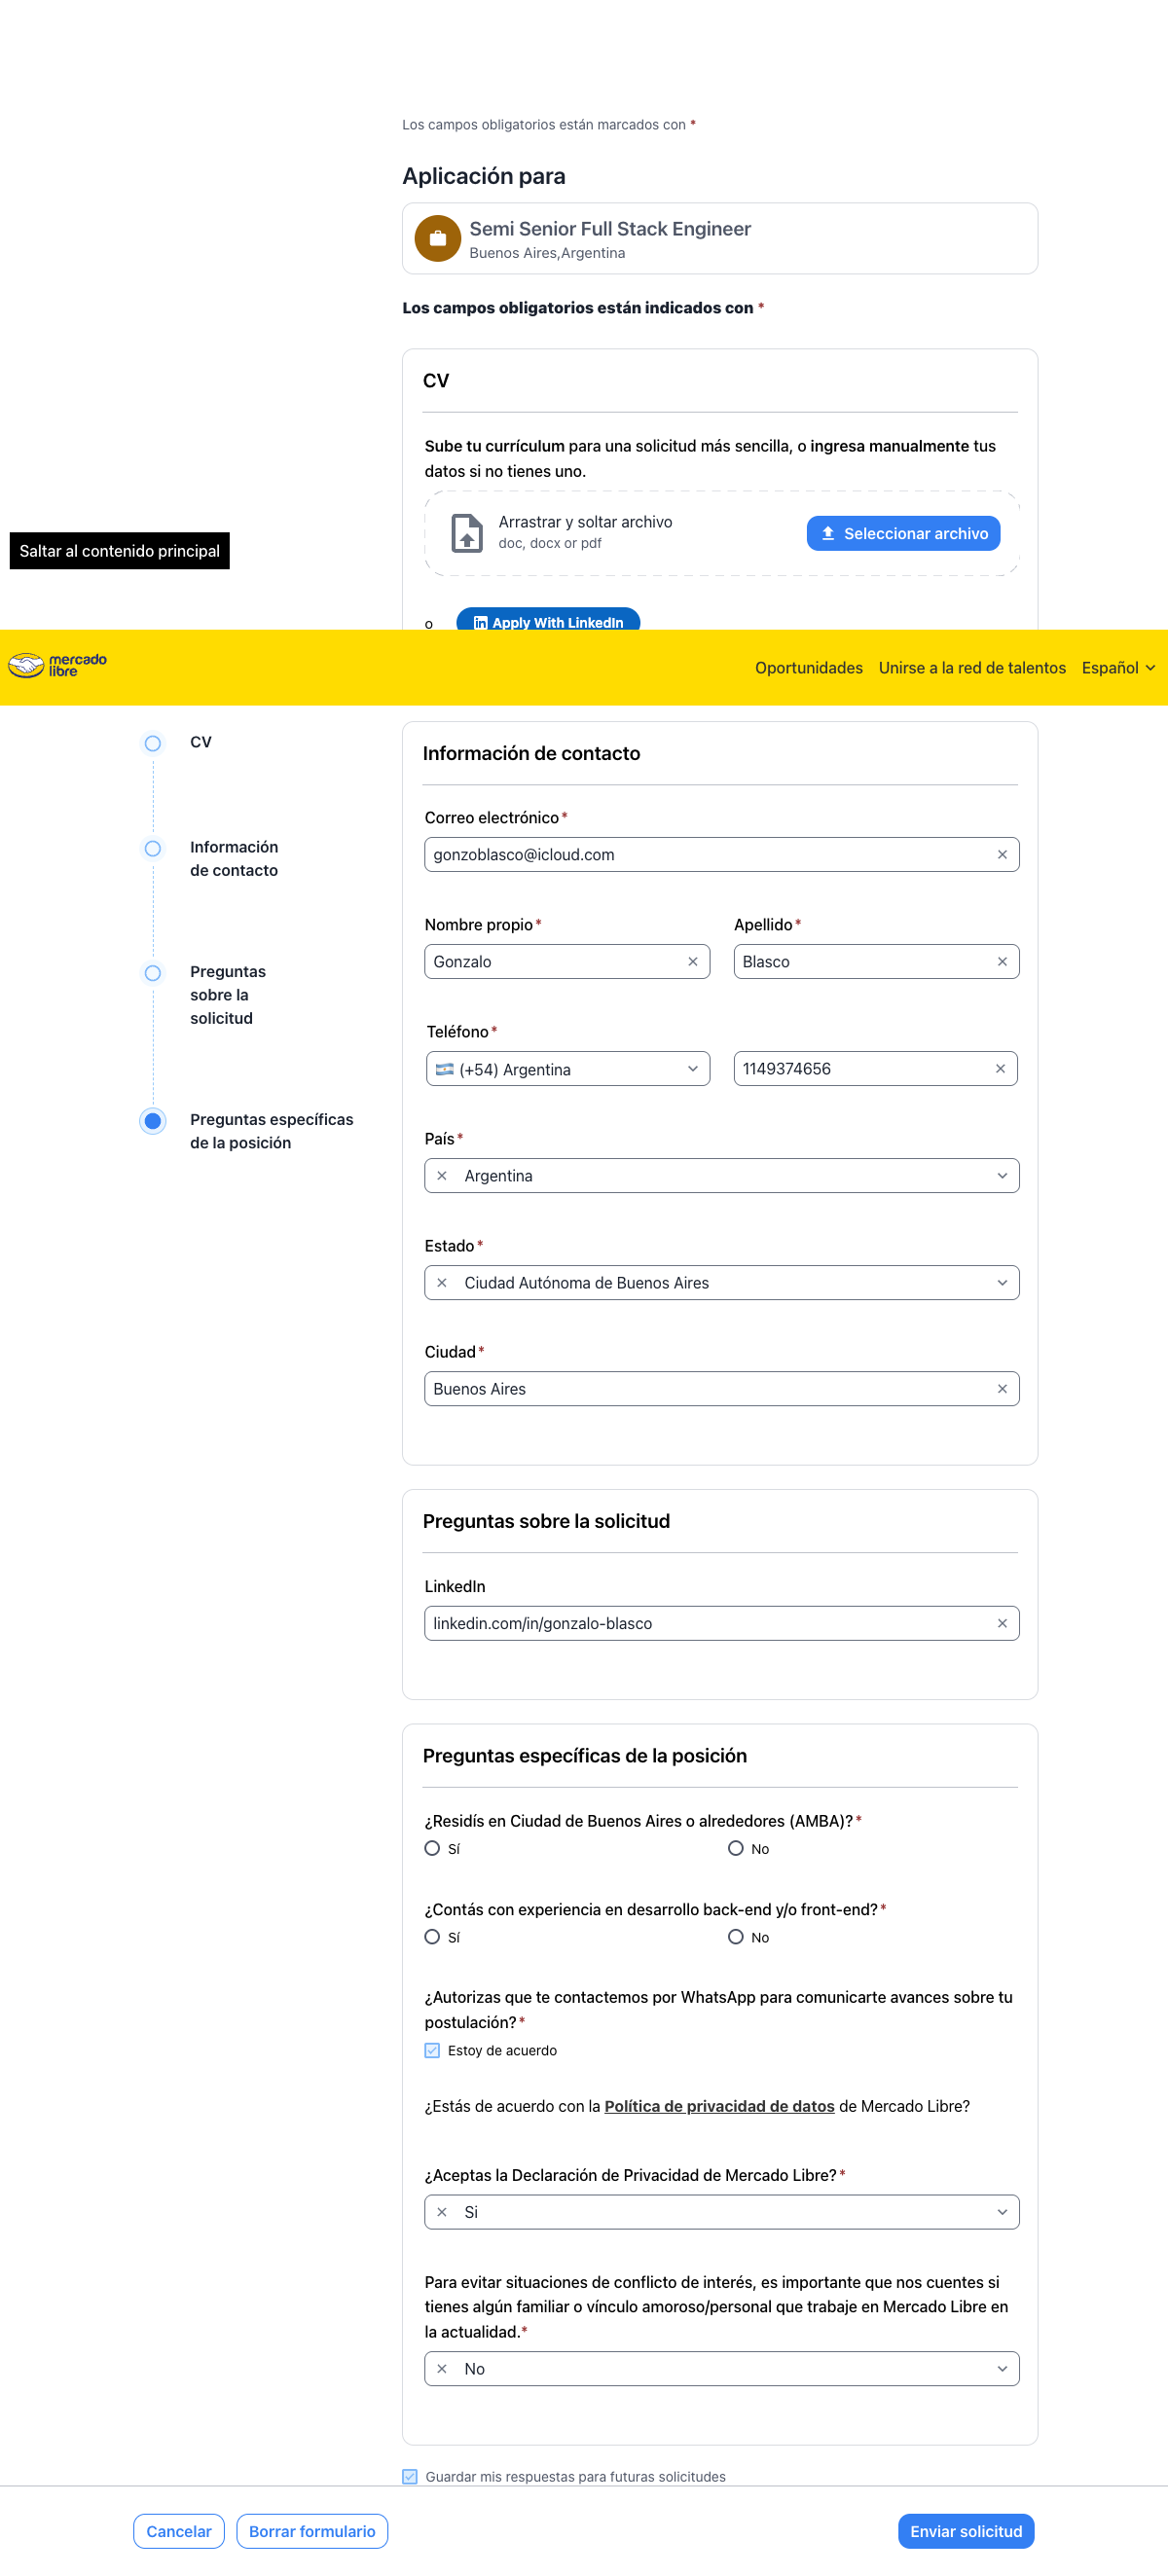 Los campos obligatorios están marcados con *
Aplicación para
Semi Senior Full Stack Engineer
Buenos Aires,Argentina
Los campos obligatorios están indicados con *
CV
Sube tu currículum para una solicitud más sencilla, o ingresa manualmente tus
datos si no tienes uno.
Arrastrar y soltar archivo
doc, docx or pdf
Seleccionar archivo
Saltar al contenido principal
o
Apply With LinkedIn
mercado
libre
Oportunidades
Unirse a la red de talentos
Español
CV
Información
de contacto
Preguntas
sobre la
solicitud
Preguntas específicas
de la posición
Información de contacto
Correo electrónico*
gonzoblasco@icloud.com
Nombre propio*
Apellido*
Gonzalo
Blasco
Teléfono*
(+54) Argentina
1149374656
País*
Argentina
Estado*
Ciudad Autónoma de Buenos Aires
Ciudad*
Buenos Aires
Preguntas sobre la solicitud
LinkedIn
linkedin.com/in/gonzalo-blasco
Preguntas específicas de la posición
¿Residís en Ciudad de Buenos Aires o alrededores (AMBA)?*
Sí
No
¿Contás con experiencia en desarrollo back-end y/o front-end?*
Sí
No
¿Autorizas que te contactemos por WhatsApp para comunicarte avances sobre tu
postulación?*
Estoy de acuerdo
¿Estás de acuerdo con la Política de privacidad de datos de Mercado Libre?
¿Aceptas la Declaración de Privacidad de Mercado Libre?*
Si
Para evitar situaciones de conflicto de interés, es importante que nos cuentes si
tienes algún familiar o vínculo amoroso/personal que trabaje en Mercado Libre en
la actualidad.*
No
Guardar mis respuestas para futuras solicitudes
Cancelar
Borrar formulario
Enviar solicitud